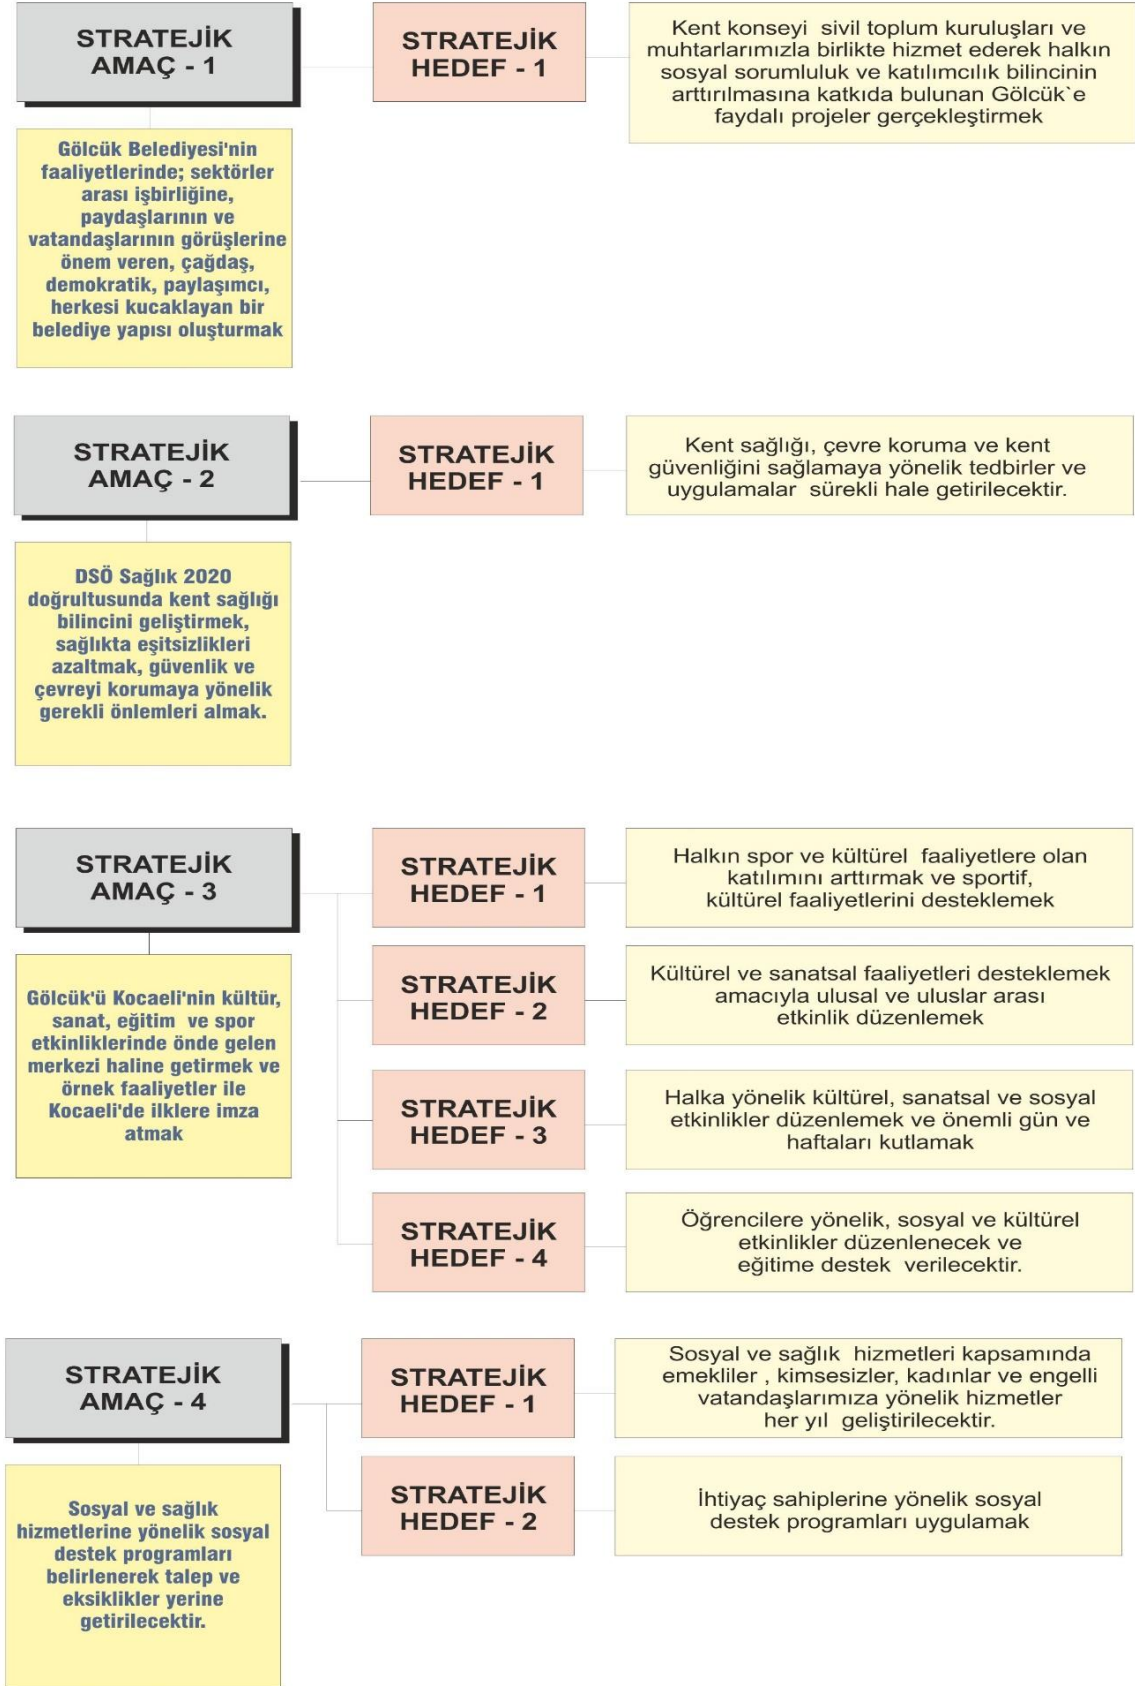 STRATEJİK
AMAÇ - 1
STRATEJİK
HEDEF - 1
Kent konseyi sivil toplum kuruluşları ve
muhtarlarımızla birlikte hizmet ederek halkın
sosyal sorumluluk ve katılımcılık bilincinin
arttırılmasına katkıda bulunan Gölcük`e
faydalı projeler gerçekleştirmek
Gölcük Belediyesi'nin
faaliyetlerinde; sektörler
arası işbirliğine,
paydaşlarının ve
vatandaşlarının görüşlerine
önem veren, çağdaş,
demokratik, paylaşımcı,
herkesi kucaklayan bir
belediye yapısı oluşturmak
STRATEJİK
AMAÇ - 2
STRATEJİK
HEDEF - 1
Kent sağlığı, çevre koruma ve kent
güvenliğini sağlamaya yönelik tedbirler ve
uygulamalar sürekli hale getirilecektir.
DSÖ Sağlık 2020
doğrultusunda kent sağlığı
bilincini geliştirmek,
sağlıkta eşitsizlikleri
azaltmak, güvenlik ve
çevreyi korumaya yönelik
gerekli önlemleri almak.
STRATEJİK
AMAÇ - 3
STRATEJİK
HEDEF - 1
Halkın spor ve kültürel faaliyetlere olan
katılımını arttırmak ve sportif,
kültürel faaliyetlerini desteklemek
Gölcük'ü Kocaeli'nin kültür,
sanat, eğitim ve spor
etkinliklerinde önde gelen
merkezi haline getirmek ve
örnek faaliyetler ile
Kocaeli'de ilklere imza
atmak
STRATEJİK
HEDEF - 2
Kültürel ve sanatsal faaliyetleri desteklemek
amacıyla ulusal ve uluslar arası
etkinlik düzenlemek
STRATEJİK
HEDEF - 3
Halka yönelik kültürel, sanatsal ve sosyal
etkinlikler düzenlemek ve önemli gün ve
haftaları kutlamak
STRATEJİK
HEDEF - 4
Öğrencilere yönelik, sosyal ve kültürel
etkinlikler düzenlenecek ve
eğitime destek verilecektir.
STRATEJİK
AMAÇ - 4
STRATEJİK
HEDEF - 1
Sosyal ve sağlık hizmetleri kapsamında
emekliler , kimsesizler, kadınlar ve engelli
vatandaşlarımıza yönelik hizmetler
her yıl geliştirilecektir.
Sosyal ve sağlık
hizmetlerine yönelik sosyal
destek programları
belirlenerek talep ve
eksiklikler yerine
getirilecektir.
STRATEJİK
HEDEF - 2
İhtiyaç sahiplerine yönelik sosyal
destek programları uygulamak